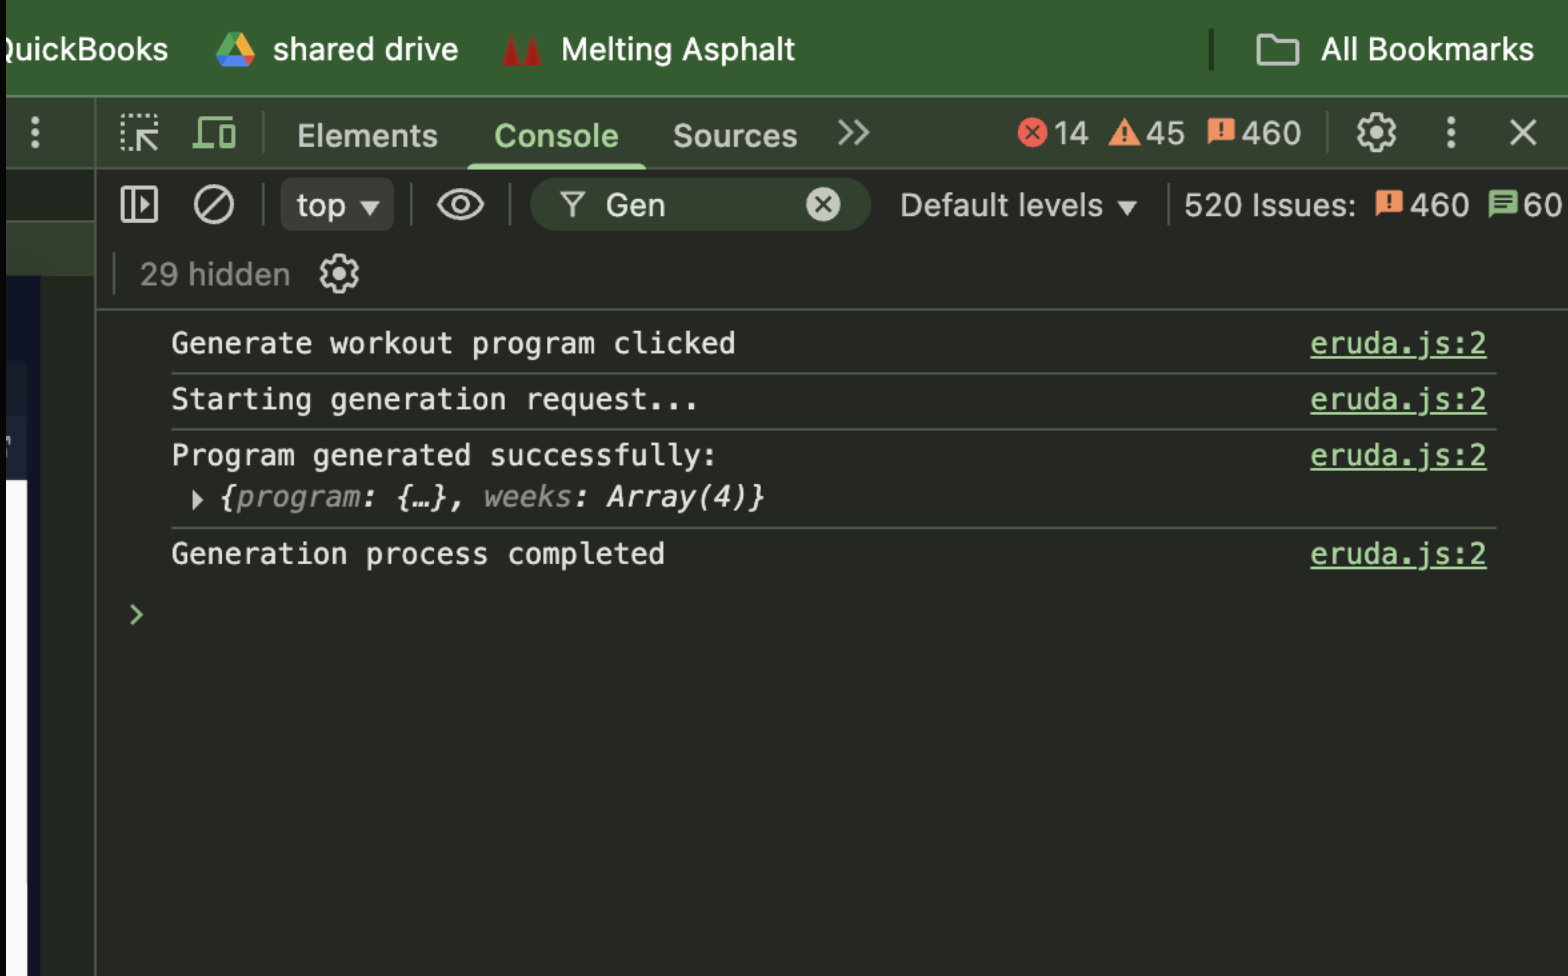 QuickBooks shared drive Melting Asphalt All Bookmarks
Elements Console Sources 14 45 460
top Gen Default levels 520 Issues: 460 60
29 hidden
Generate workout program clicked eruda.js:2
Starting generation request... eruda.js:2
Program generated successfully: eruda.js:2
{program: {…}, weeks: Array(4)}
Generation process completed eruda.js:2